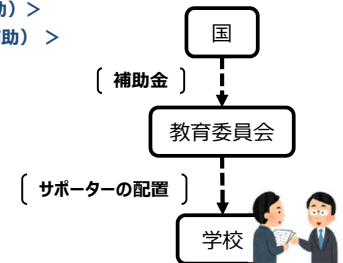 助）＞
助） ＞
国
〔 補助金 〕
教育委員会
〔 サポーターの配置 〕
学校